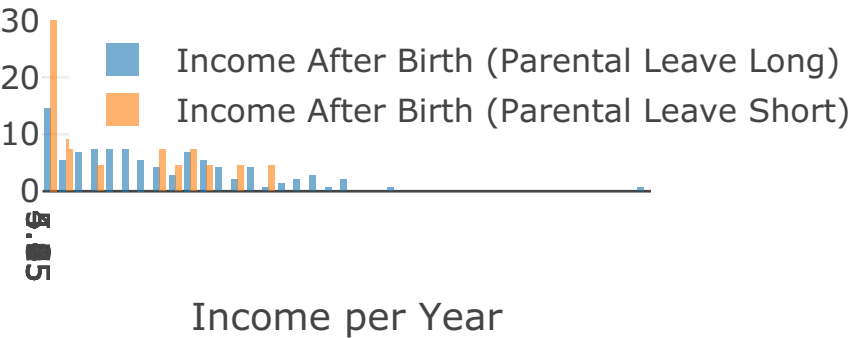 30
Income After Birth (Parental Leave Long)
20
Income After Birth (Parental Leave Short)
10
0
Income per Year